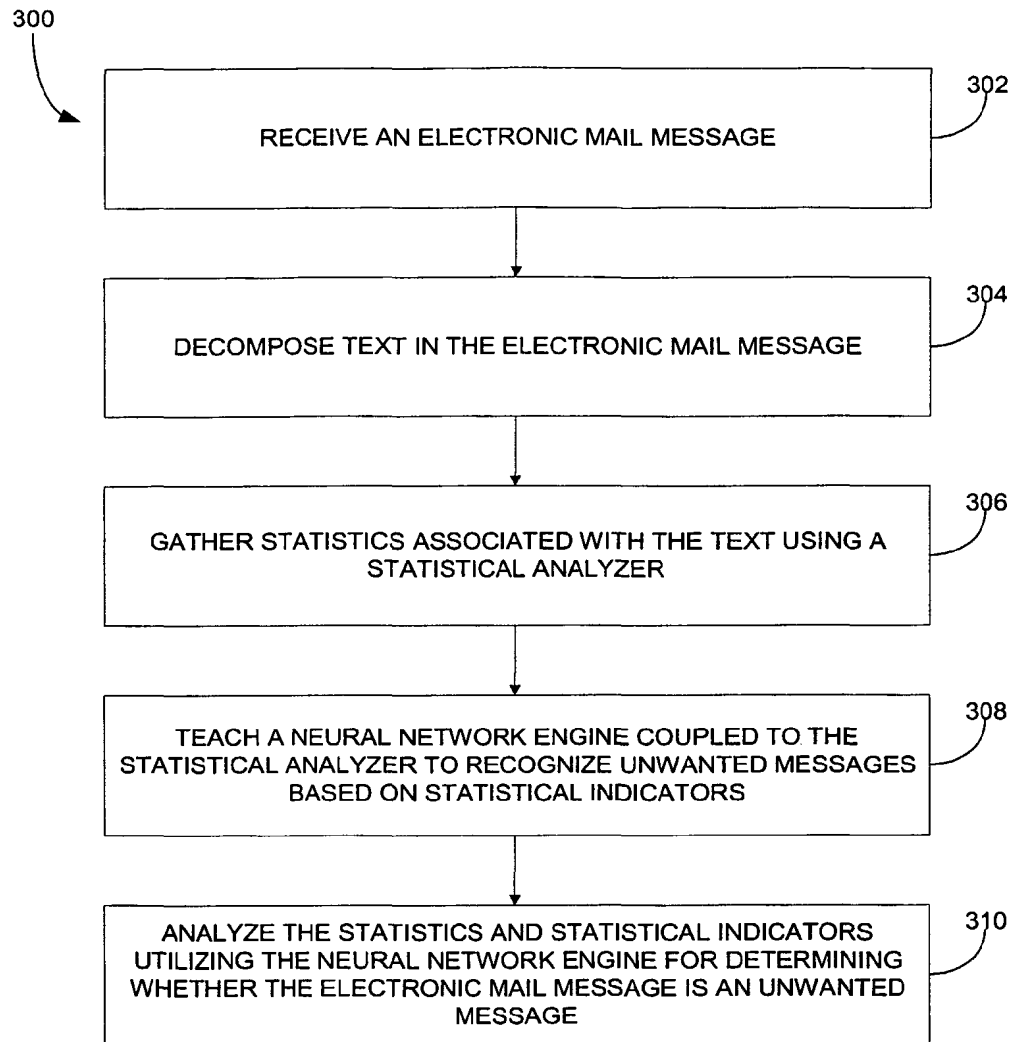 300
302
RECEIVE AN ELECTRONIC MAIL MESSAGE
304
DECOMPOSE TEXT IN THE ELECTRONIC MAIL MESSAGE
306
GATHER STATISTICS ASSOCIATED WITH THE TEXT USING A
STATISTICAL ANALYZER
308
TEACH A NEURAL NETWORK ENGINE COUPLED TO THE
STATISTICAL ANALYZER TO RECOGNIZE UNWANTED MESSAGES
BASED ON STATISTICAL INDICATORS
310
ANALYZE THE STATISTICS AND STATISTICAL INDICATORS
UTILIZING THE NEURAL NETWORK ENGINE FOR DETERMINING
WHETHER THE ELECTRONIC MAIL MESSAGE IS AN UNWANTED
MESSAGE